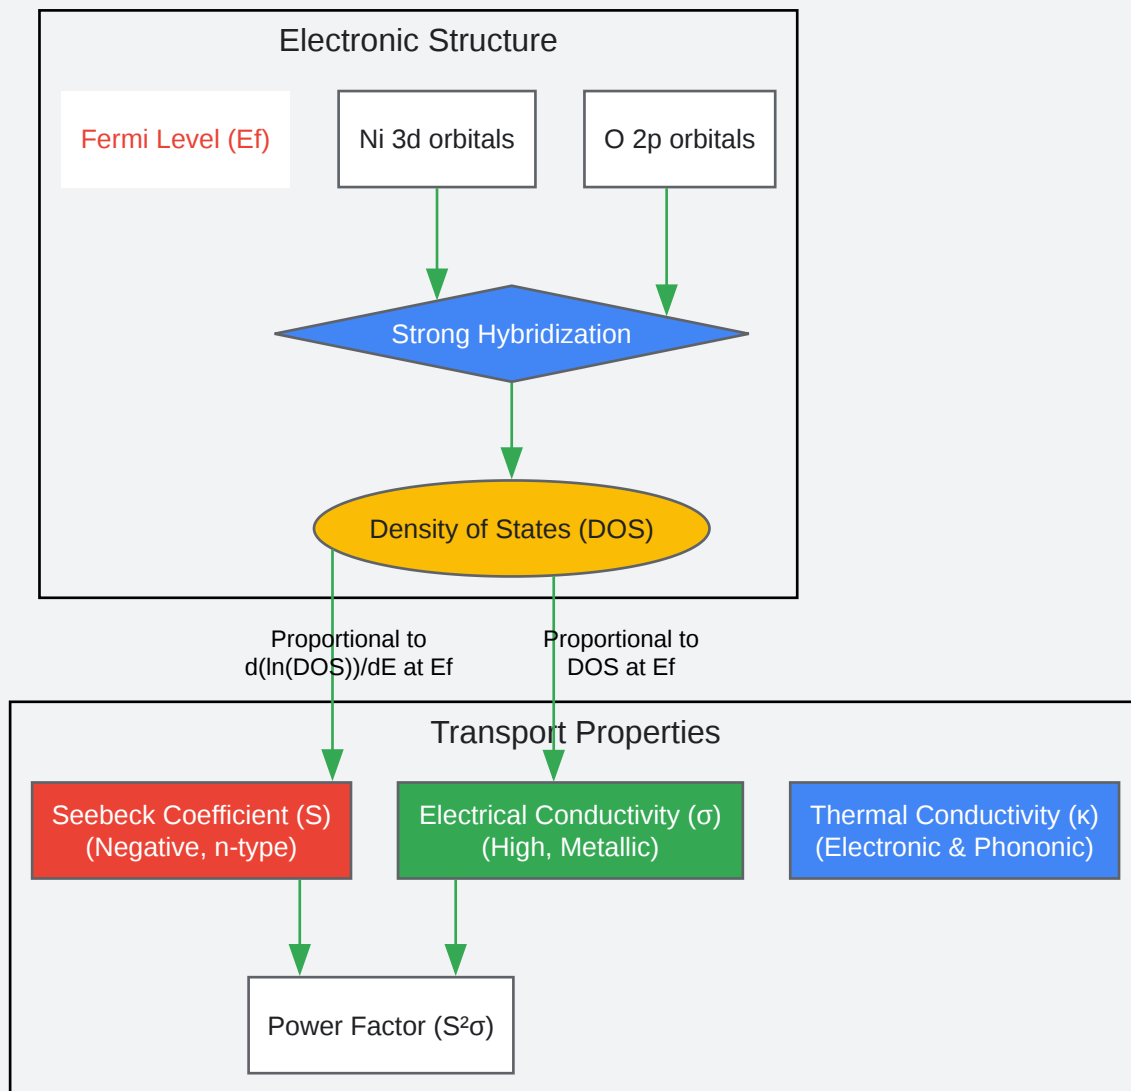 Electronic Structure
Fermi Level (Ef)
Ni 3d orbitals
O 2p orbitals
Strong Hybridization
Density of States (DOS)
Proportional to
d(ln(DOS))/dE at Ef
Proportional to
DOS at Ef
Transport Properties
Seebeck Coefficient (S)
(Negative, n-type)
Electrical Conductivity (σ)
(High, Metallic)
Thermal Conductivity (κ)
(Electronic & Phononic)
Power Factor (S²σ)